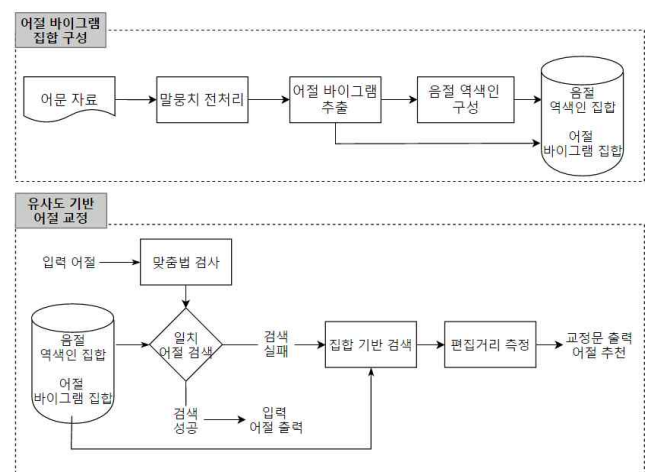 어절 바이그램
집합 구성
어문 자료
말뭉치 전처리
어절 바이그램
추출
음절 역색인
구성
음절
역색인 집합
어절
바이그램 집합
유사도 기반
어절 교정
입력 어절
맞춤법 검사
음절
역색인 집합
어절
바이그램 집합
일치
어절 검색
검색
실패
집합 기반 검색
편집거리 측정
교정문 출력
어절 추천
검색
성공
입력
어절 출력